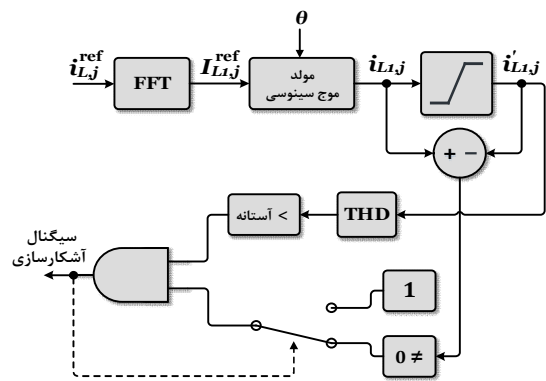 θ
i_{L,j}^{ref}
FFT
I_{L1,j}^{ref}
مولد
موج سینوسی
i_{L1,j}
i'_{L1,j}
+ −
THD
< آستانه
سیگنال
آشکارسازی
1
0 ≠